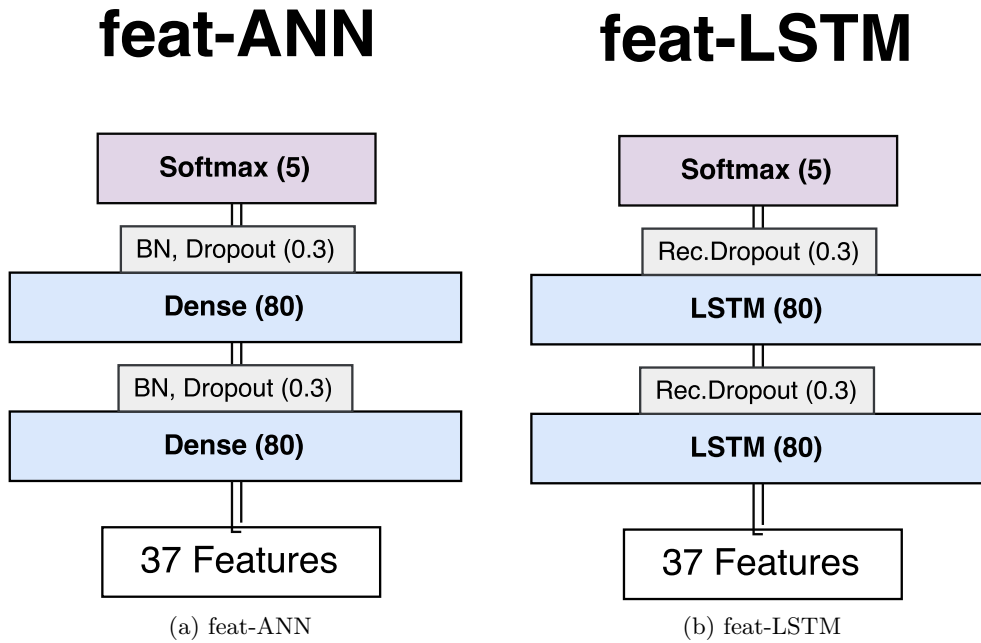 feat-ANN
Softmax (5)
BN, Dropout (0.3)
Dense (80)
BN, Dropout (0.3)
Dense (80)
37 Features
(a) feat-ANN
feat-LSTM
Softmax (5)
Rec.Dropout (0.3)
LSTM (80)
Rec.Dropout (0.3)
LSTM (80)
37 Features
(b) feat-LSTM